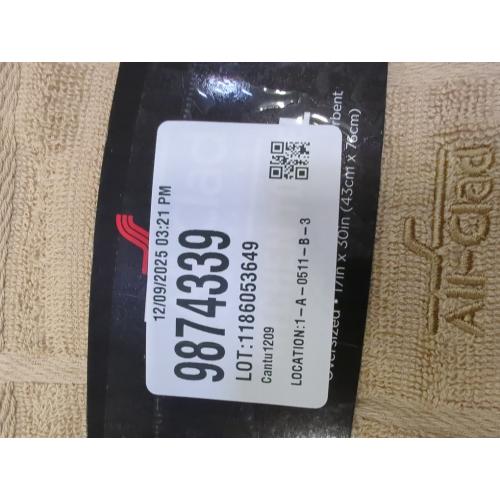 12/09/2025 03:21 PM
9874339
LOT:1186053649
Cantu1209
LOCATION:1-A-0511-B-3
Oversized • 17in x 30in (43cm x 76cm)
All-Clad